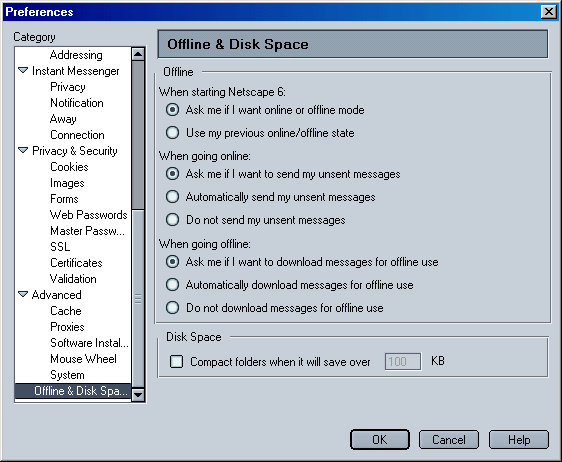 Preferences
Category
Addressing
Instant Messenger
Privacy
Notification
Away
Connection
Privacy & Security
Cookies
Images
Forms
Web Passwords
Master Passw...
SSL
Certificates
Validation
Advanced
Cache
Proxies
Software Instal...
Mouse Wheel
System
Offline & Disk Spa...
Offline & Disk Space
Offline
When starting Netscape 6:
Ask me if I want online or offline mode
Use my previous online/offline state
When going online:
Ask me if I want to send my unsent messages
Automatically send my unsent messages
Do not send my unsent messages
When going offline:
Ask me if I want to download messages for offline use
Automatically download messages for offline use
Do not download messages for offline use
Disk Space
Compact folders when it will save over 100 KB
OK Cancel Help